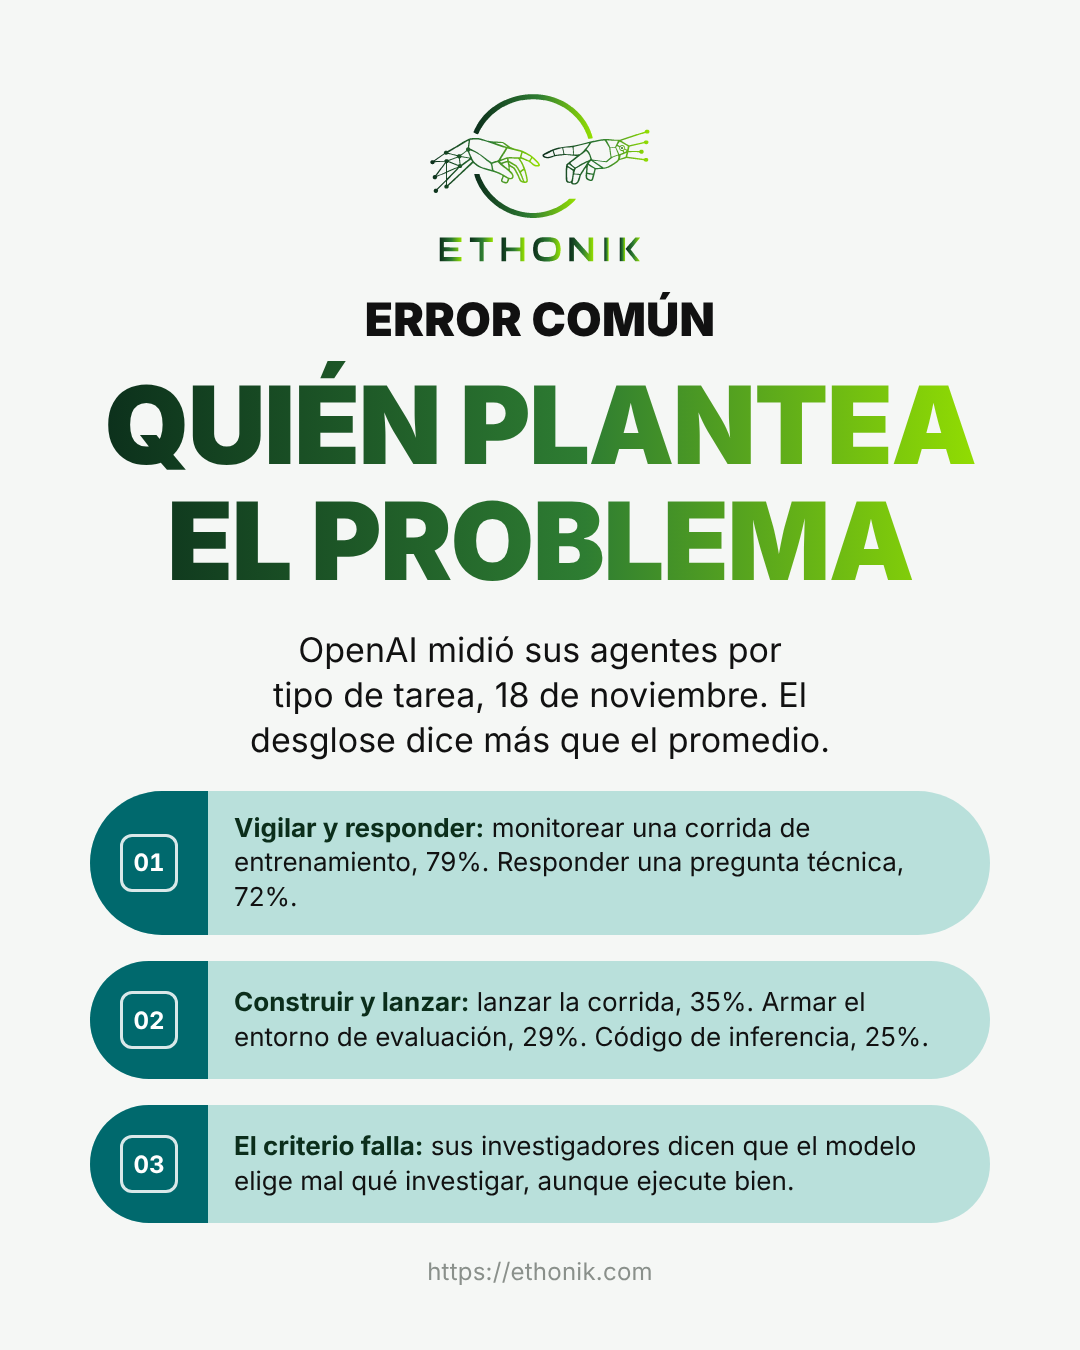 ETHONIK
ERROR COMÚN
QUIÉN PLANTEA
EL PROBLEMA
OpenAI midió sus agentes por
tipo de tarea, 18 de noviembre. El
desglose dice más que el promedio.
01
Vigilar y responder: monitorear una corrida de
entrenamiento, 79%. Responder una pregunta técnica,
72%.
02
Construir y lanzar: lanzar la corrida, 35%. Armar el
entorno de evaluación, 29%. Código de inferencia, 25%.
03
El criterio falla: sus investigadores dicen que el modelo
elige mal qué investigar, aunque ejecute bien.
https://ethonik.com